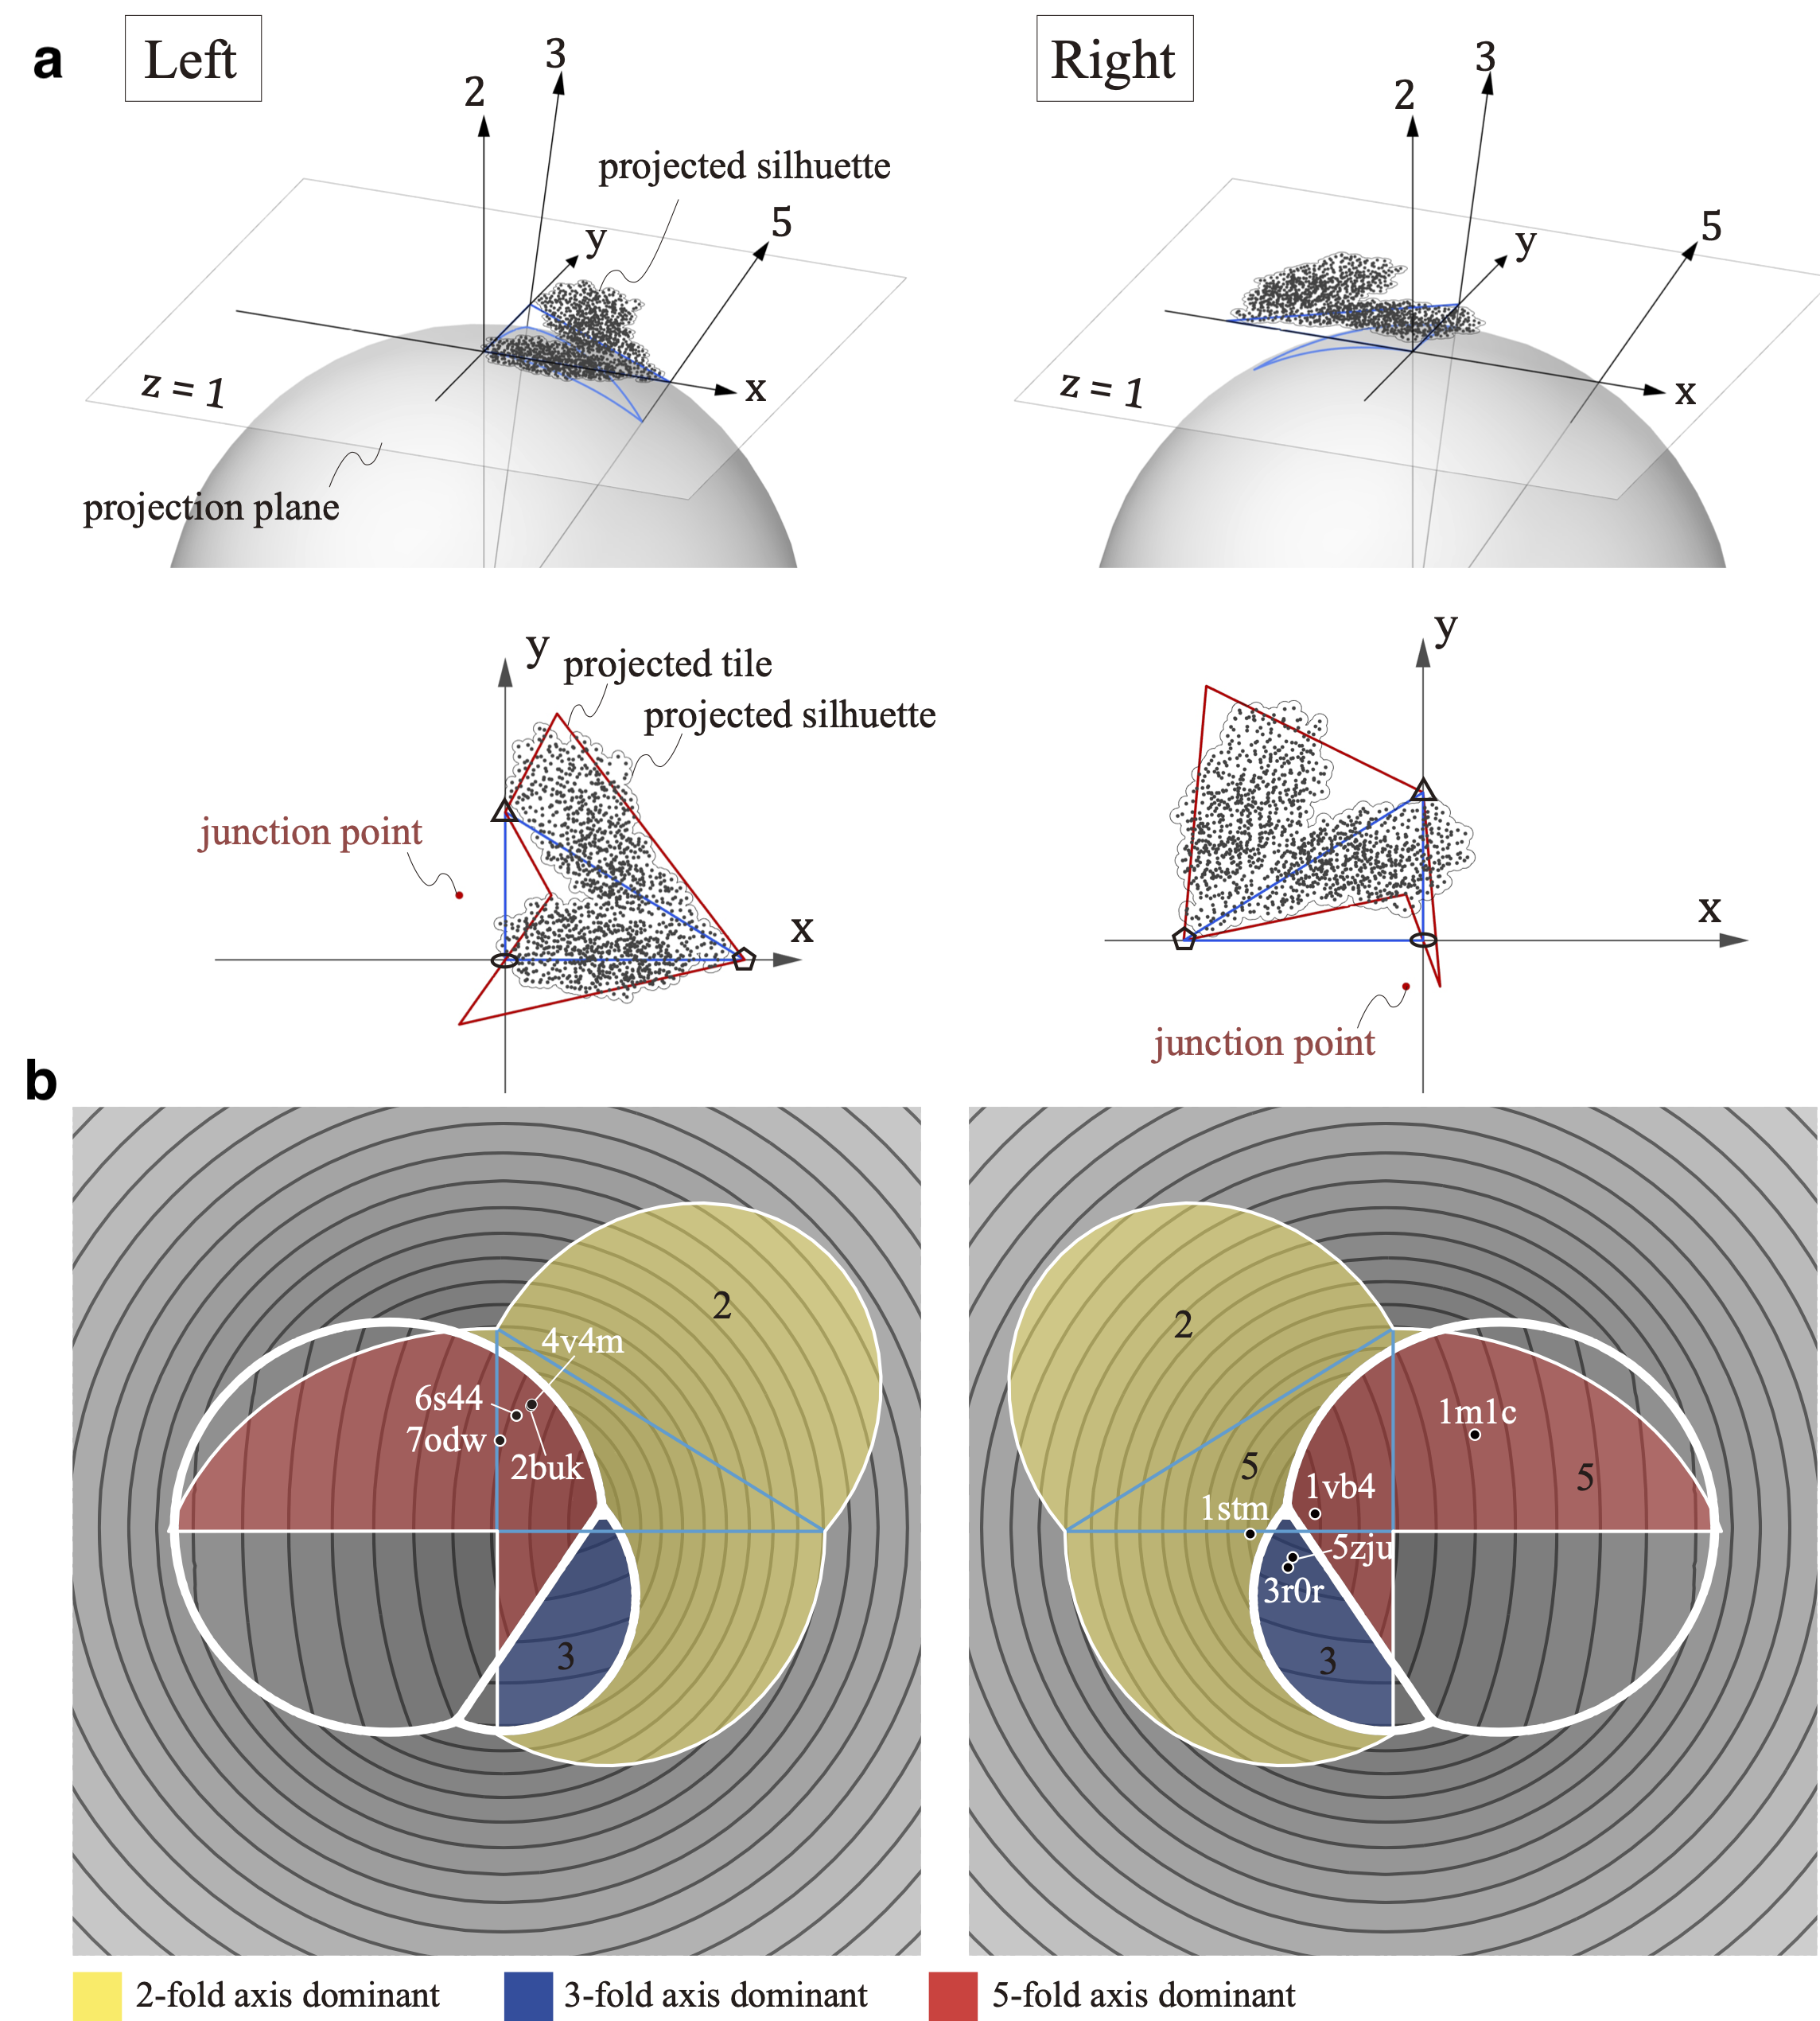 a
Left
Right
2
3
projected silhuette
y
5
x
z = 1
projection plane
2
3
y
5
x
z = 1
y
projected tile
projected silhuette
junction point
x
y
x
junction point
b
2
4v4m
6s44
7odw
2buk
3
2
1m1c
5
5
1vb4
1stm
5zju
3r0r
3
2-fold axis dominant
3-fold axis dominant
5-fold axis dominant